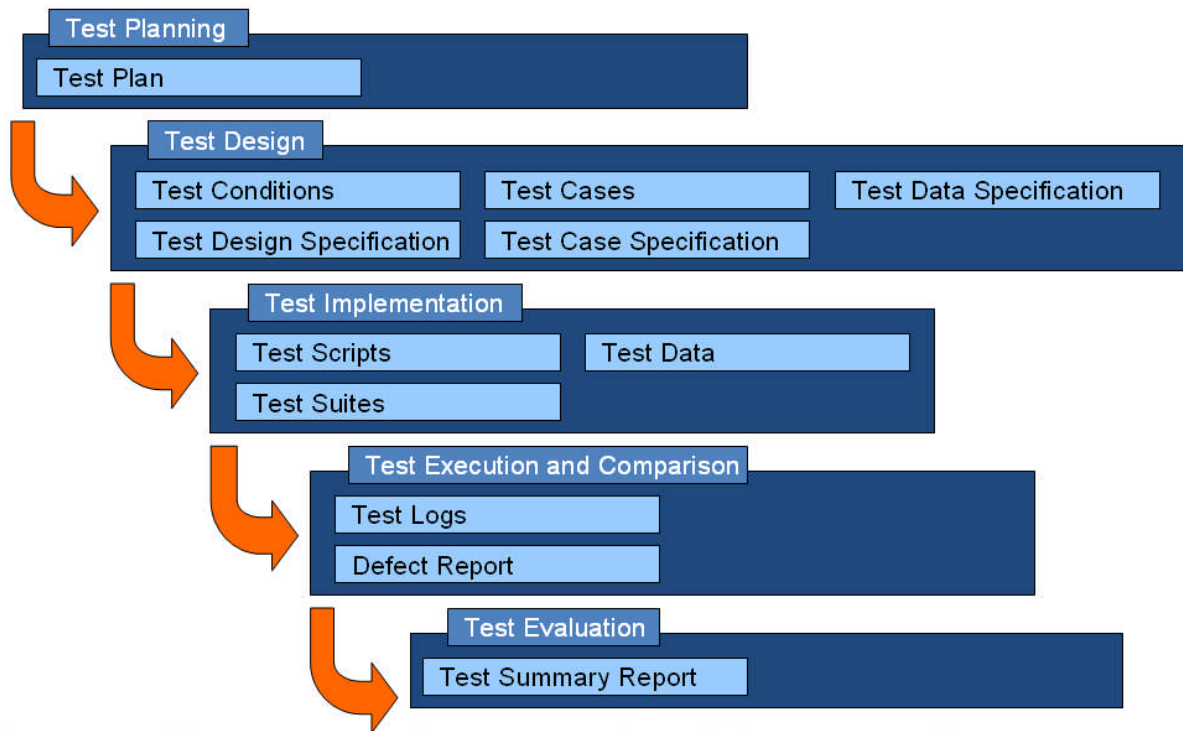 Test Planning
Test Plan
Test Design
Test Conditions
Test Cases
Test Data Specification
Test Design Specification
Test Case Specification
Test Implementation
Test Scripts
Test Data
Test Suites
Test Execution and Comparison
Test Logs
Defect Report
Test Evaluation
Test Summary Report